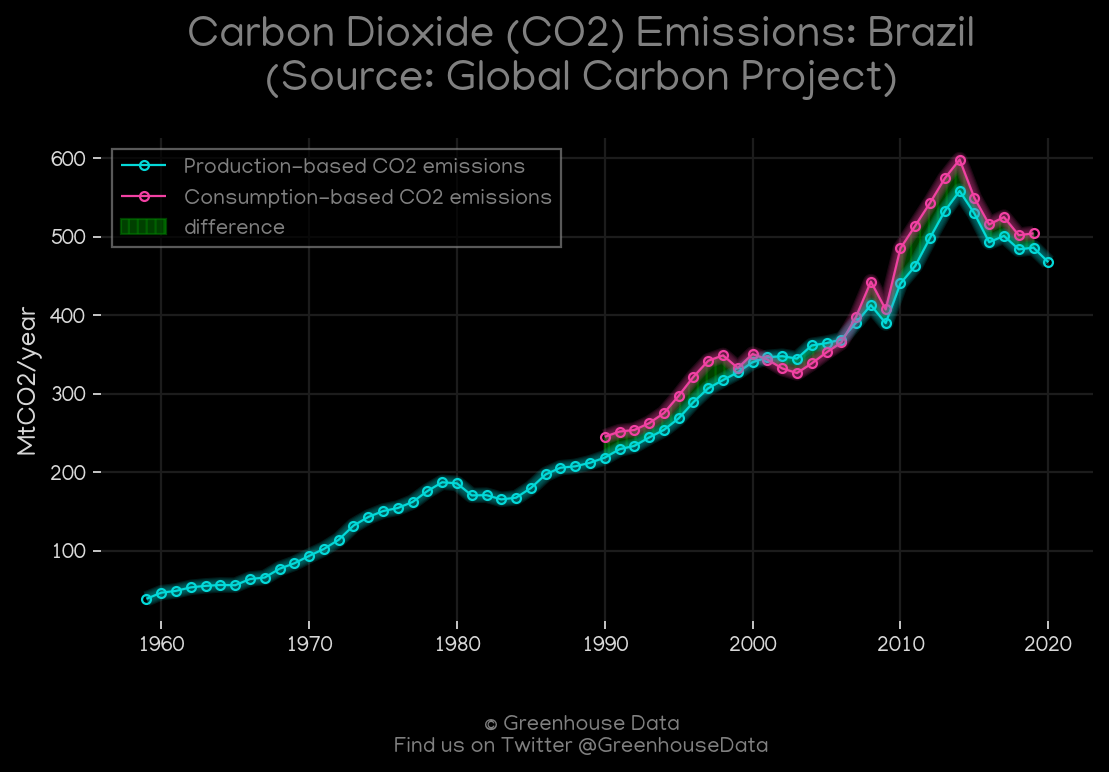 Carbon Dioxide (CO2) Emissions: Brazil
(Source: Global Carbon Project)
Production-based CO2 emissions
Consumption-based CO2 emissions
difference
MtCO2/year
600
500
400
300
200
100
1960 1970 1980 1990 2000 2010 2020
© Greenhouse Data
Find us on Twitter @GreenhouseData